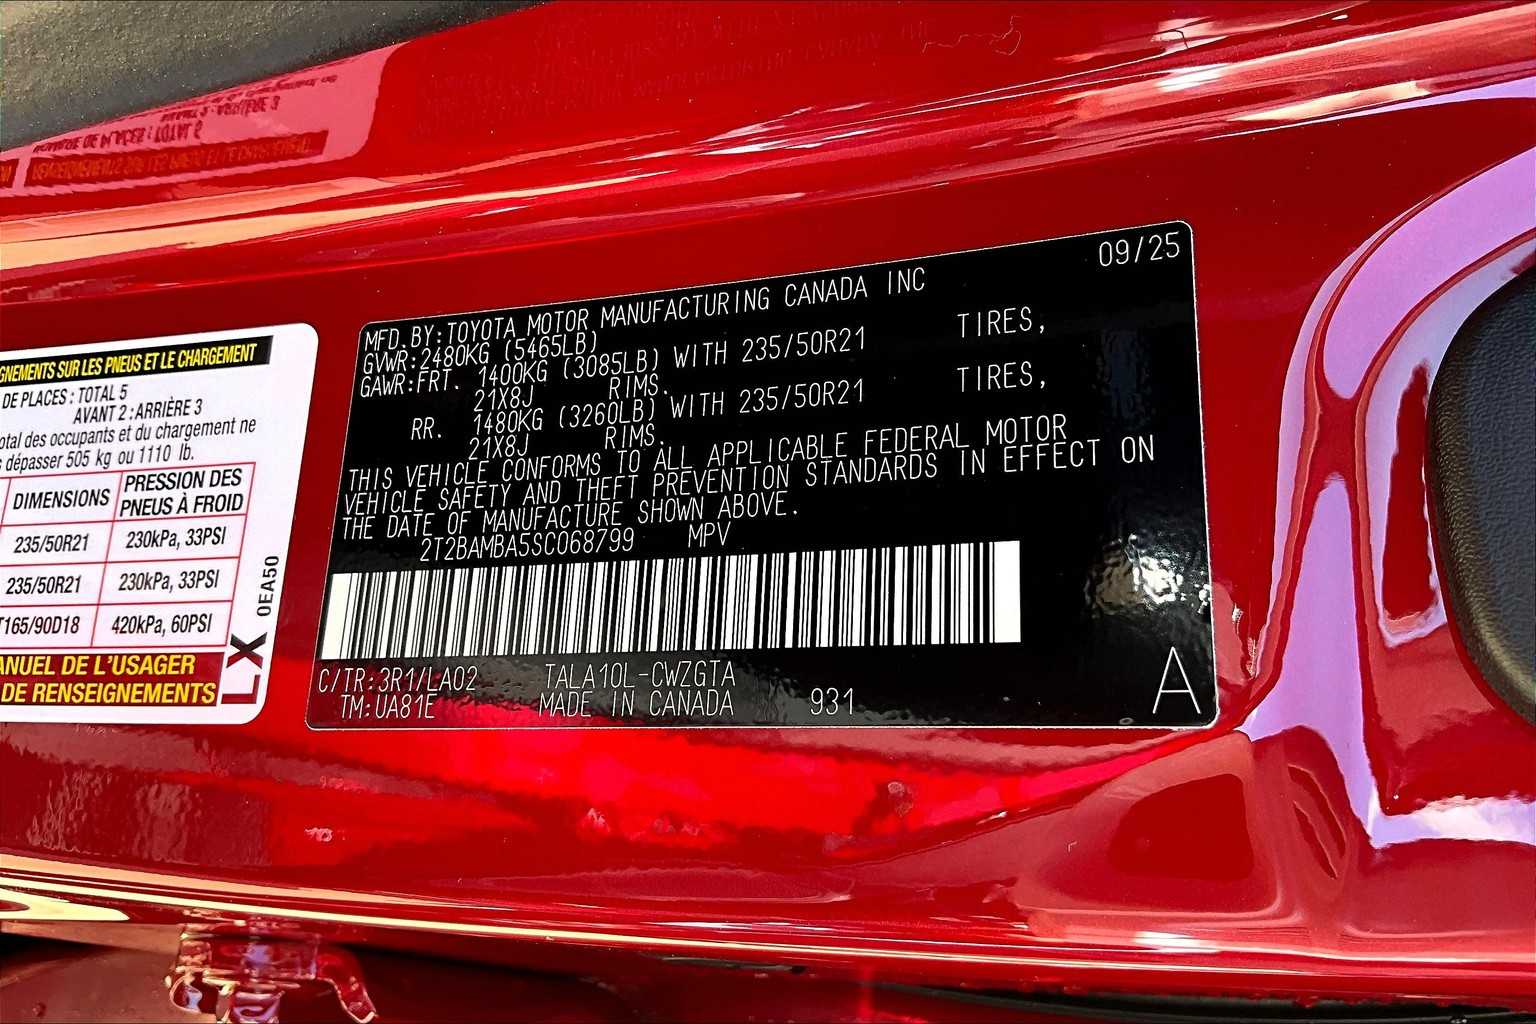 GNEMENTS SUR LES PNEUS ET LE CHARGEMENT
DE PLACES : TOTAL 5
AVANT 2 : ARRIÈRE 3
total des occupants et du chargement ne
s dépasser 505 kg ou 1110 lb.
DIMENSIONS PRESSION DES PNEUS À FROID
235/50R21 230kPa, 33PSI
235/50R21 230kPa, 33PSI
T165/90D18 420kPa, 60PSI
ANUEL DE L'USAGER
DE RENSEIGNEMENTS
LX 0EA50
09/25
MFD.BY:TOYOTA MOTOR MANUFACTURING CANADA INC
GVWR:2480KG (5465LB)
GAWR:FRT. 1400KG (3085LB) WITH 235/50R21 TIRES,
21X8J RIMS.
RR. 1480KG (3260LB) WITH 235/50R21 TIRES,
21X8J RIMS.
THIS VEHICLE CONFORMS TO ALL APPLICABLE FEDERAL MOTOR
VEHICLE SAFETY AND THEFT PREVENTION STANDARDS IN EFFECT ON
THE DATE OF MANUFACTURE SHOWN ABOVE.
2T2BAMBA5SC068799 MPV
C/TR:3R1/LA02 TALA10L-CWZGTA
TM:UA81E MADE IN CANADA 931
A